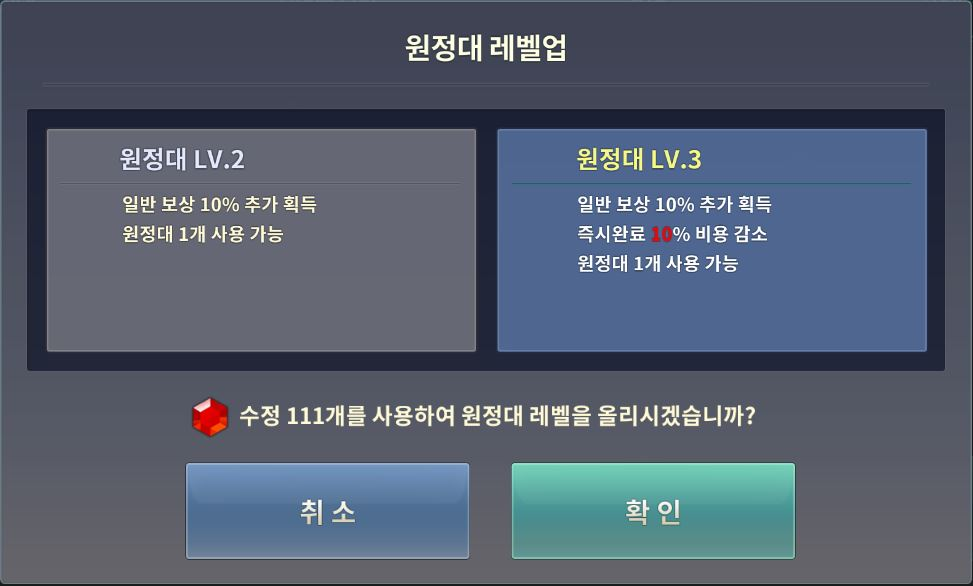 원정대 레벨업
원정대 LV.2
일반 보상 10% 추가 획득
원정대 1개 사용 가능
원정대 LV.3
일반 보상 10% 추가 획득
즉시완료 10% 비용 감소
원정대 1개 사용 가능
수정 111개를 사용하여 원정대 레벨을 올리시겠습니까?
취 소
확 인